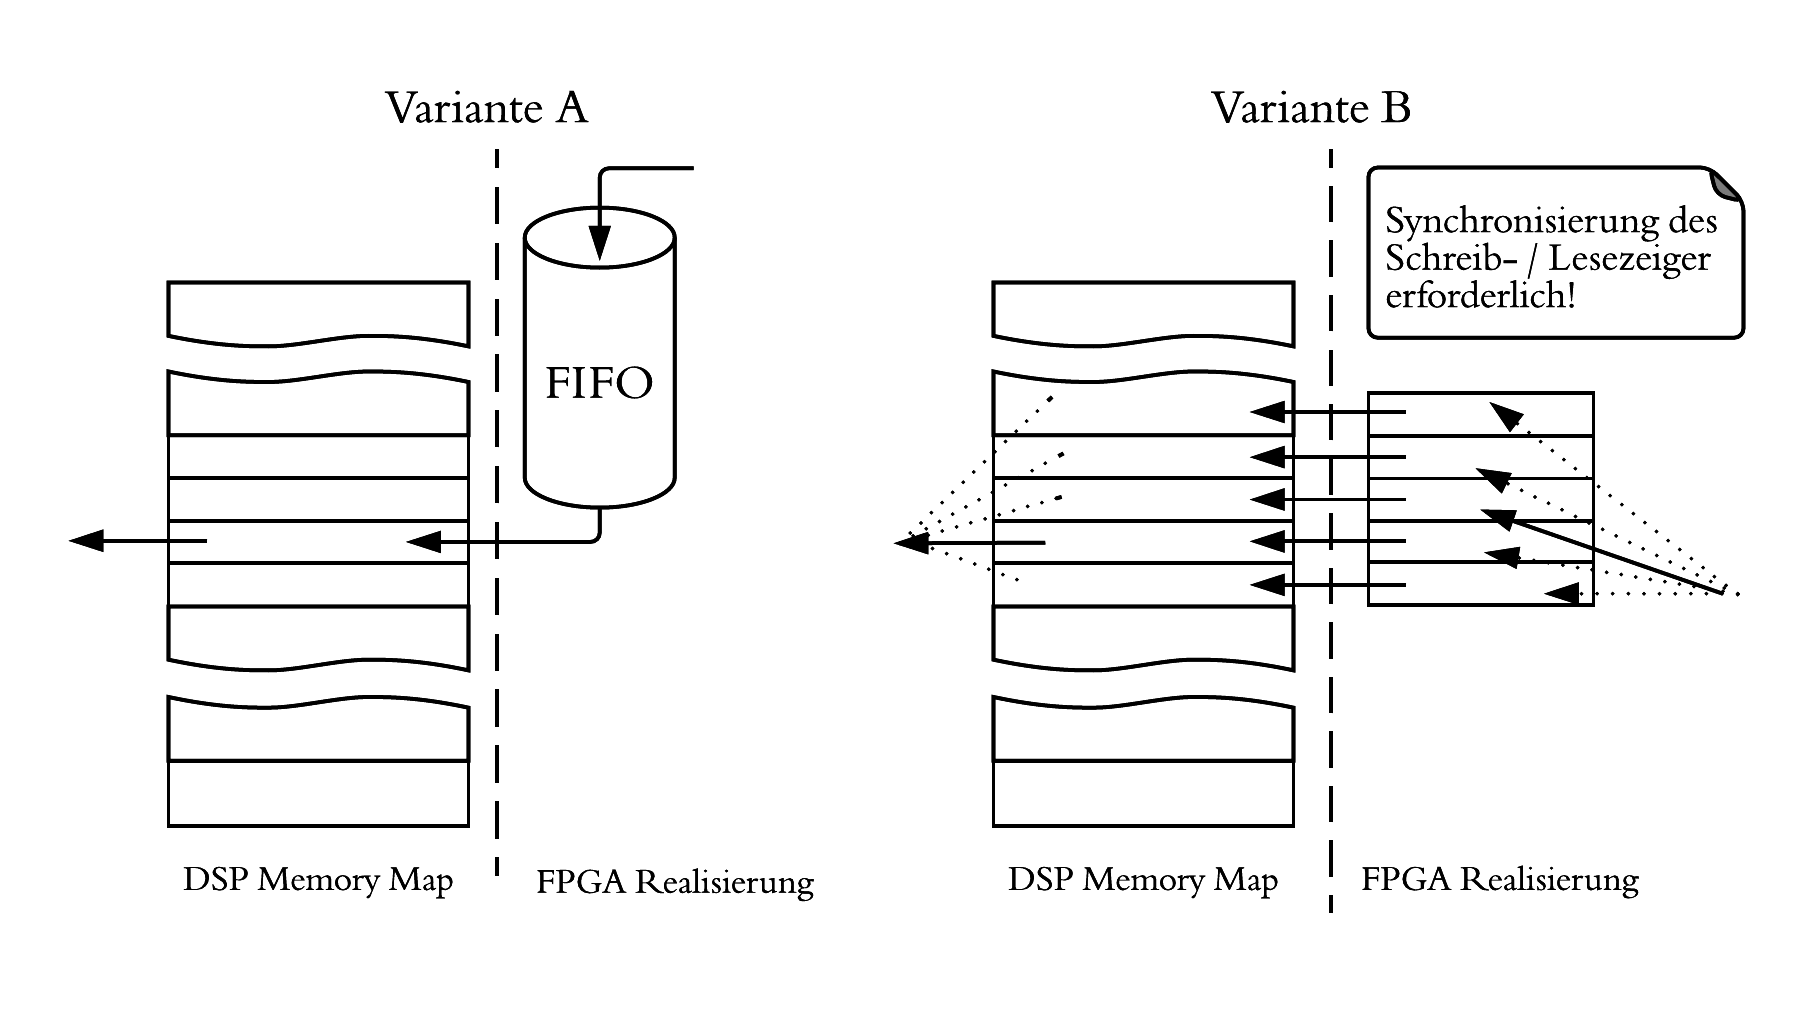 Variante A
FIFO
DSP Memory Map
FPGA Realisierung
Variante B
Synchronisierung des
Schreib- / Lesezeiger
erforderlich!
DSP Memory Map
FPGA Realisierung